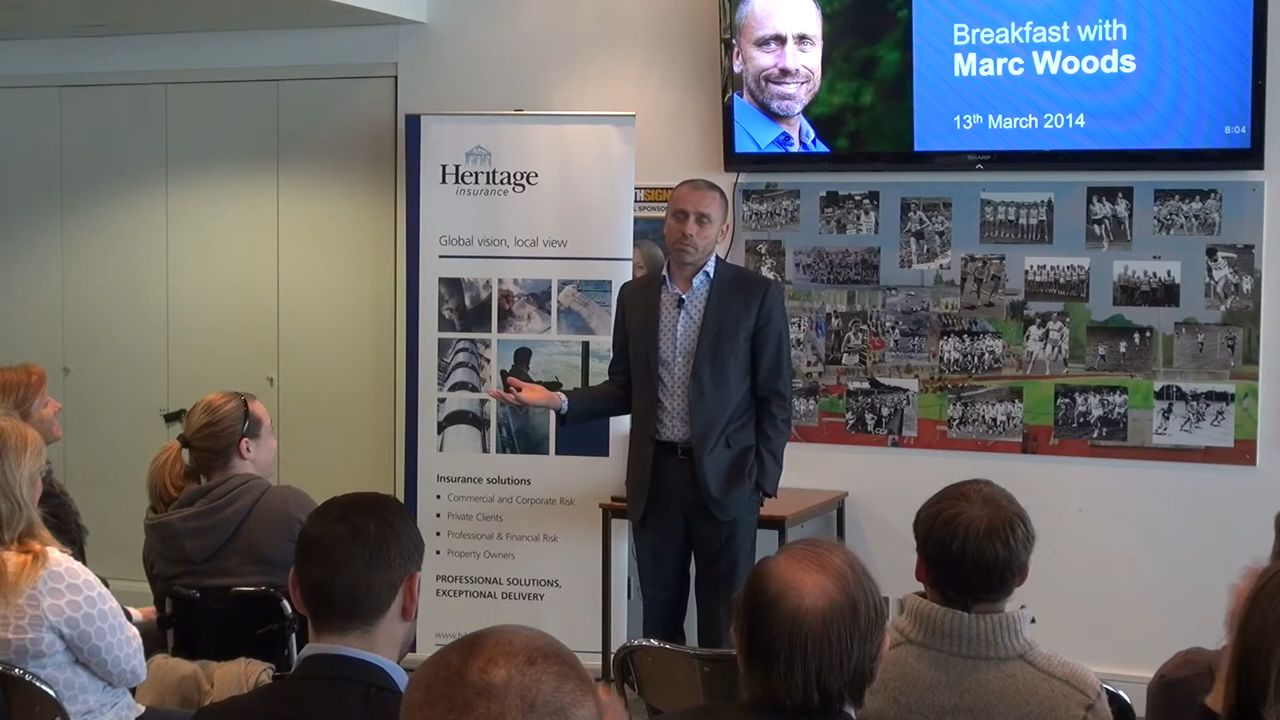 Breakfast with
Marc Woods
13th March 2014
8:04
SHARP
Heritage
insurance
Global vision, local view
Insurance solutions
Commercial and Corporate Risk
Private Clients
Professional & Financial Risk
Property Owners
PROFESSIONAL SOLUTIONS,
EXCEPTIONAL DELIVERY